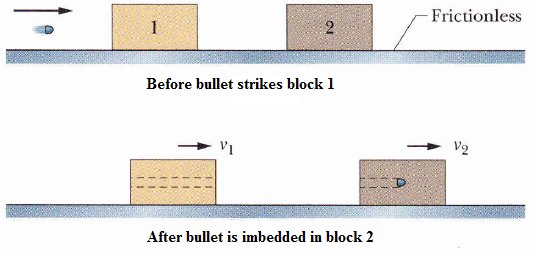 Frictionless
1
2
Before bullet strikes block 1
v1
v2
After bullet is imbedded in block 2